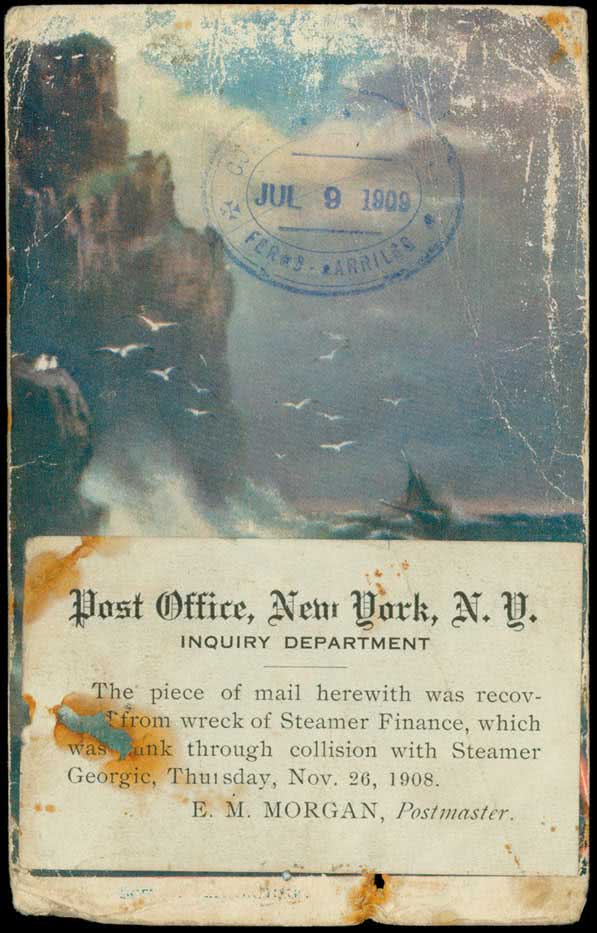 JUL 9 1909
Post Office, New York, N. Y.
INQUIRY DEPARTMENT
The piece of mail herewith was recov-
from wreck of Steamer Finance, which
was through collision with Steamer
Georgic, Thursday, Nov. 26, 1908.
E. M. MORGAN, Postmaster.